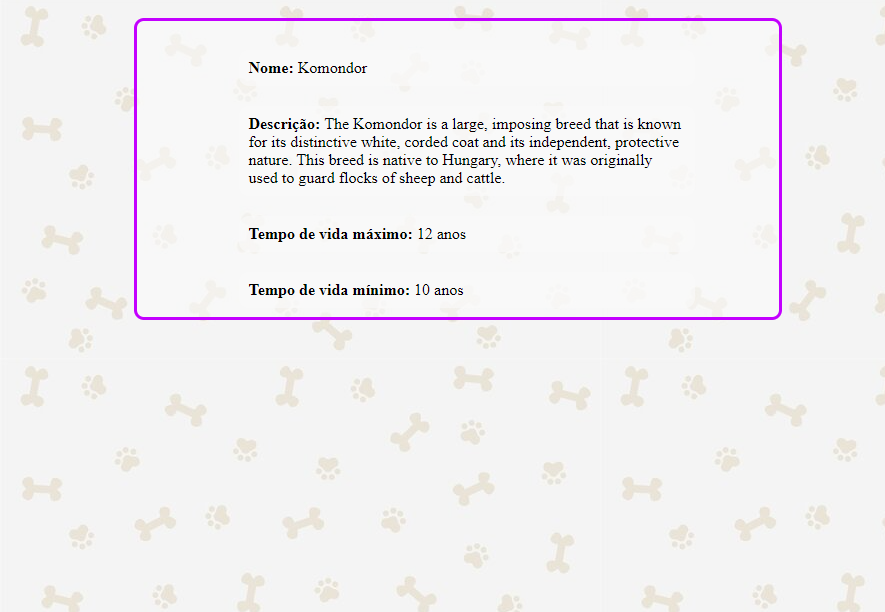 Nome: Komondor
Descrição: The Komondor is a large, imposing breed that is known
for its distinctive white, corded coat and its independent, protective
nature. This breed is native to Hungary, where it was originally
used to guard flocks of sheep and cattle.
Tempo de vida máximo: 12 anos
Tempo de vida mínimo: 10 anos